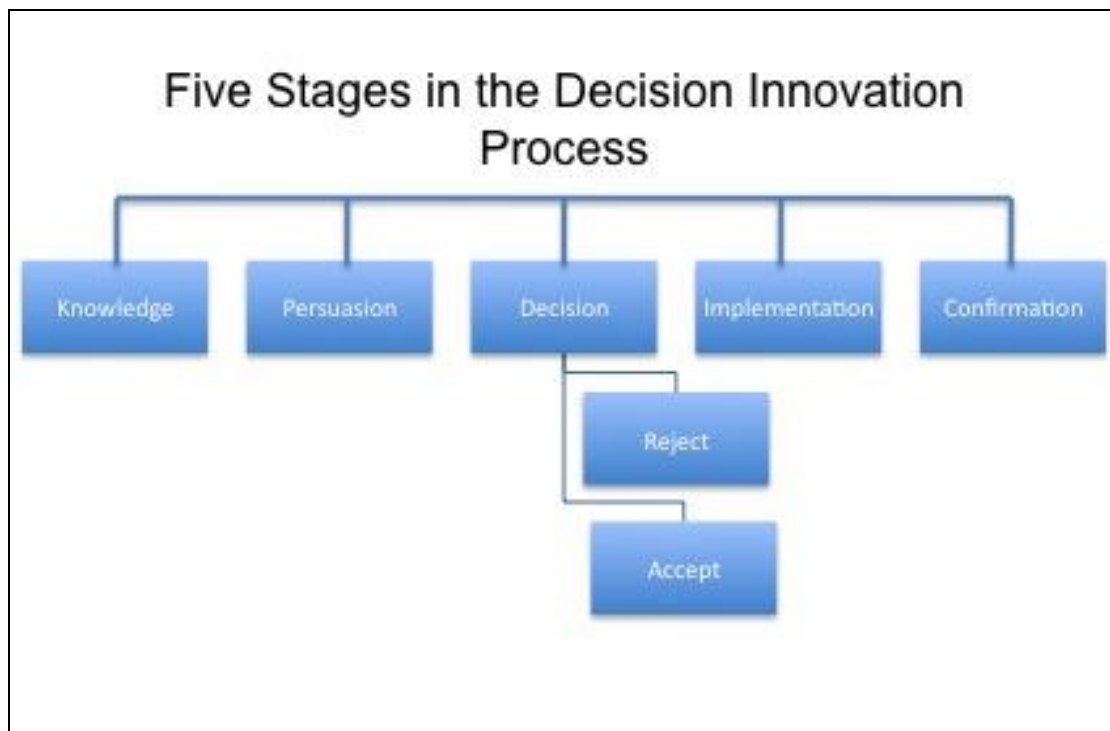 Five Stages in the Decision Innovation
Process
Knowledge
Persuasion
Decision
Implementation
Confirmation
Reject
Accept